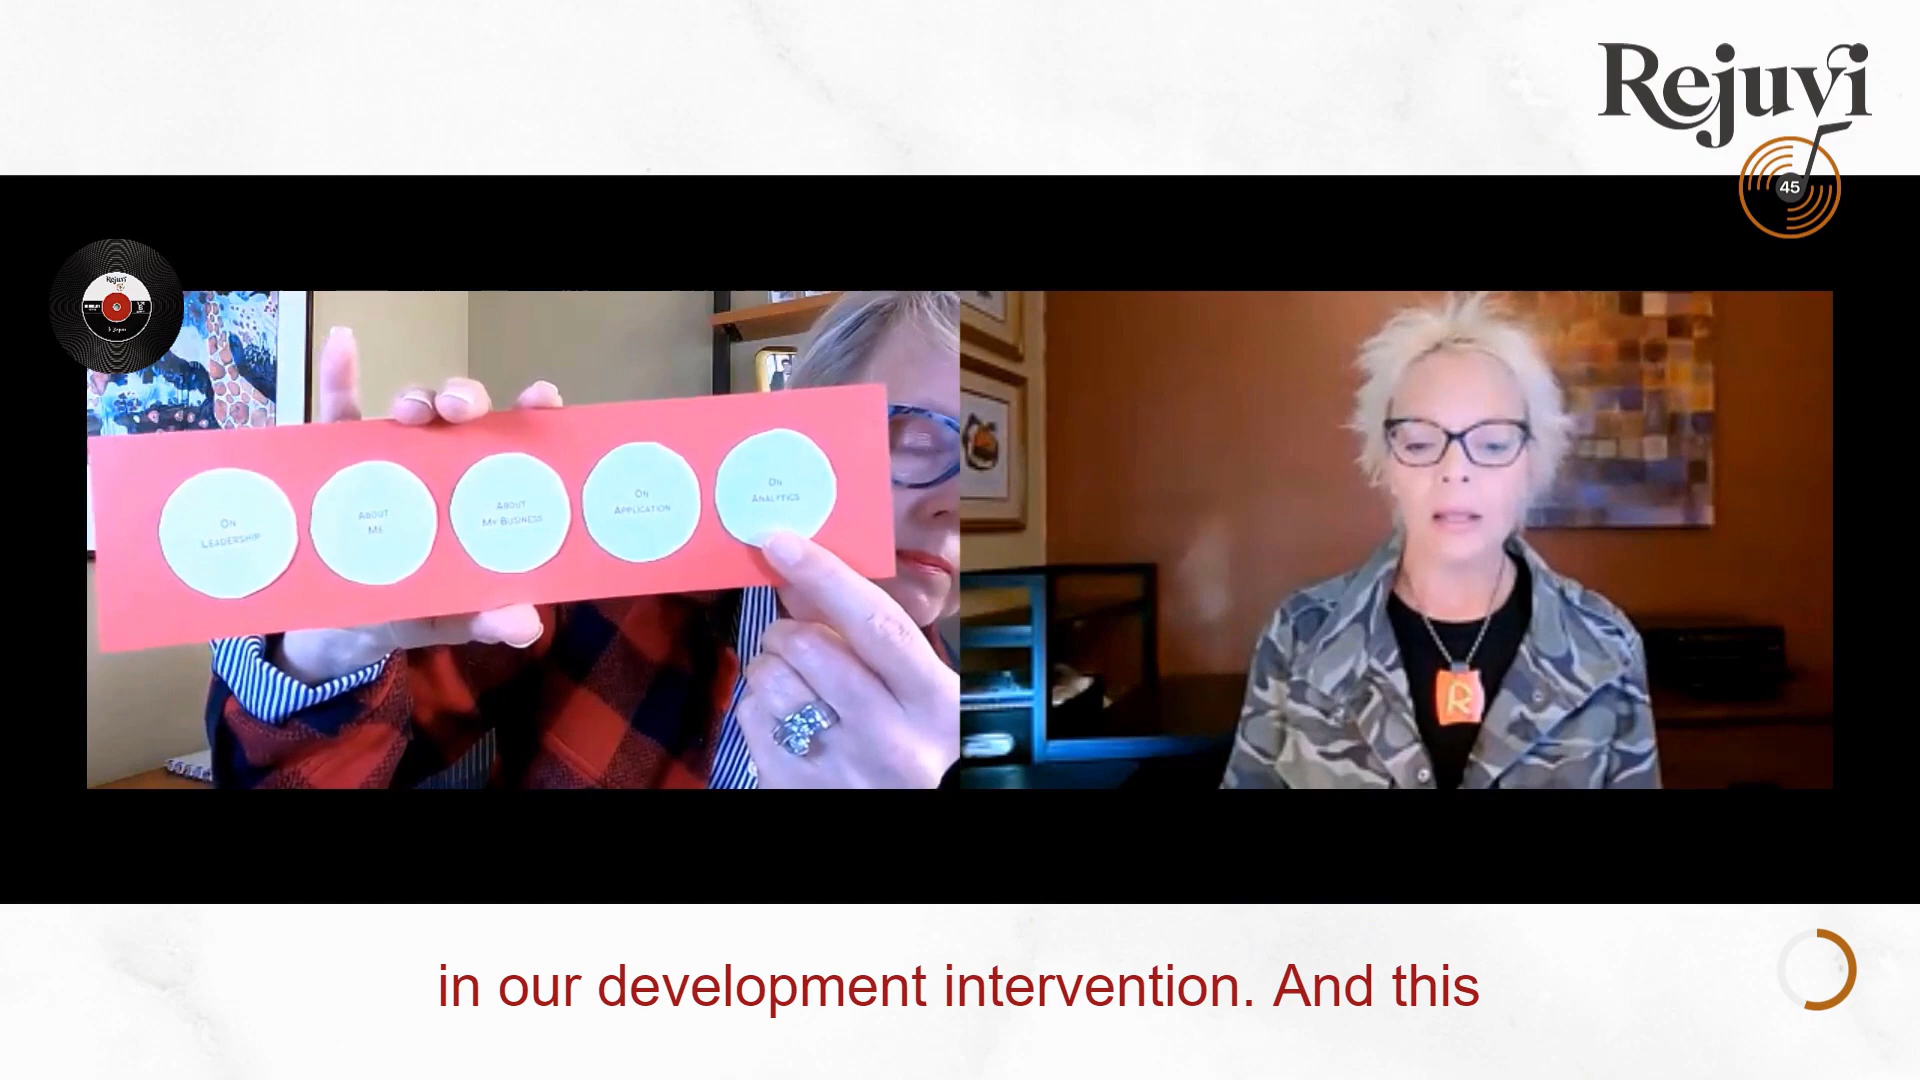 Rejuvi
45
Rejuvi
On
Leadership
About
Me
About
My Business
On
Application
On
Analytics
R
in our development intervention. And this